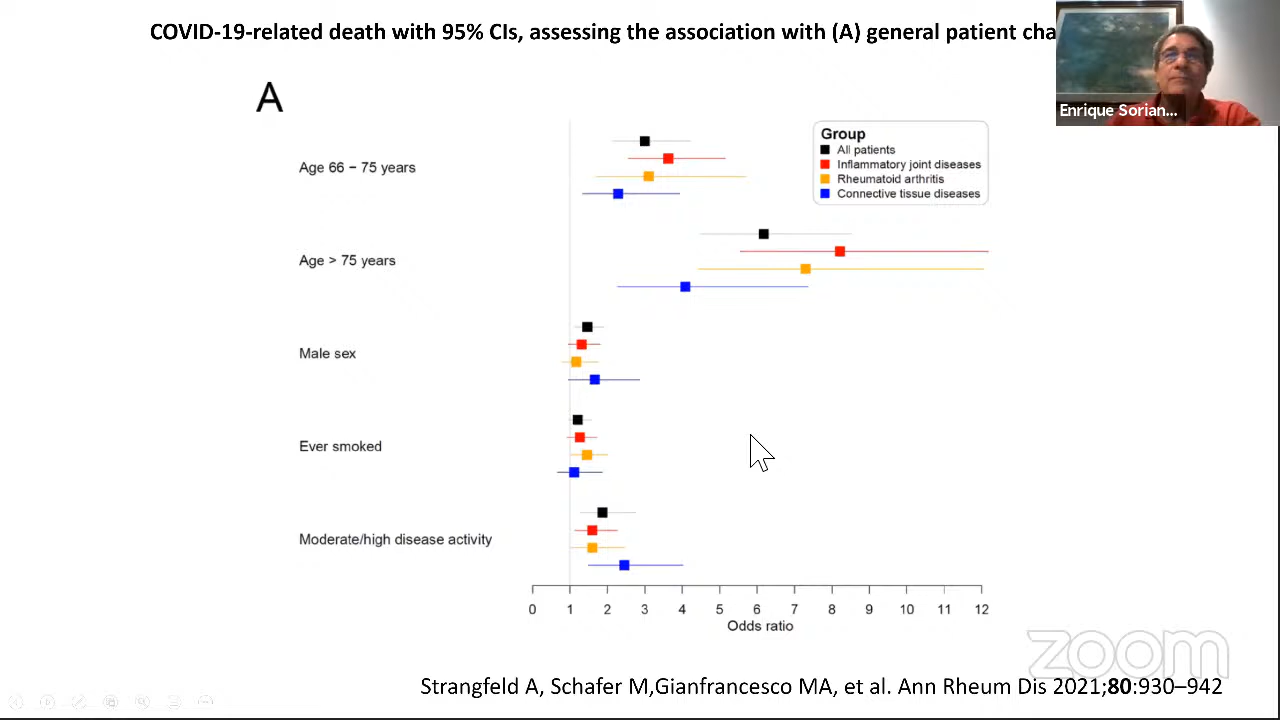 COVID-19-related death with 95% CIs, assessing the association with (A) general patient cha
Enrique Sorian...
A
Group
All patients
Inflammatory joint diseases
Rheumatoid arthritis
Connective tissue diseases
Age 66 − 75 years
Age > 75 years
Male sex
Ever smoked
Moderate/high disease activity
0 1 2 3 4 5 6 7 8 9 10 11 12
Odds ratio
zoom
Strangfeld A, Schafer M,Gianfrancesco MA, et al. Ann Rheum Dis 2021;80:930–942